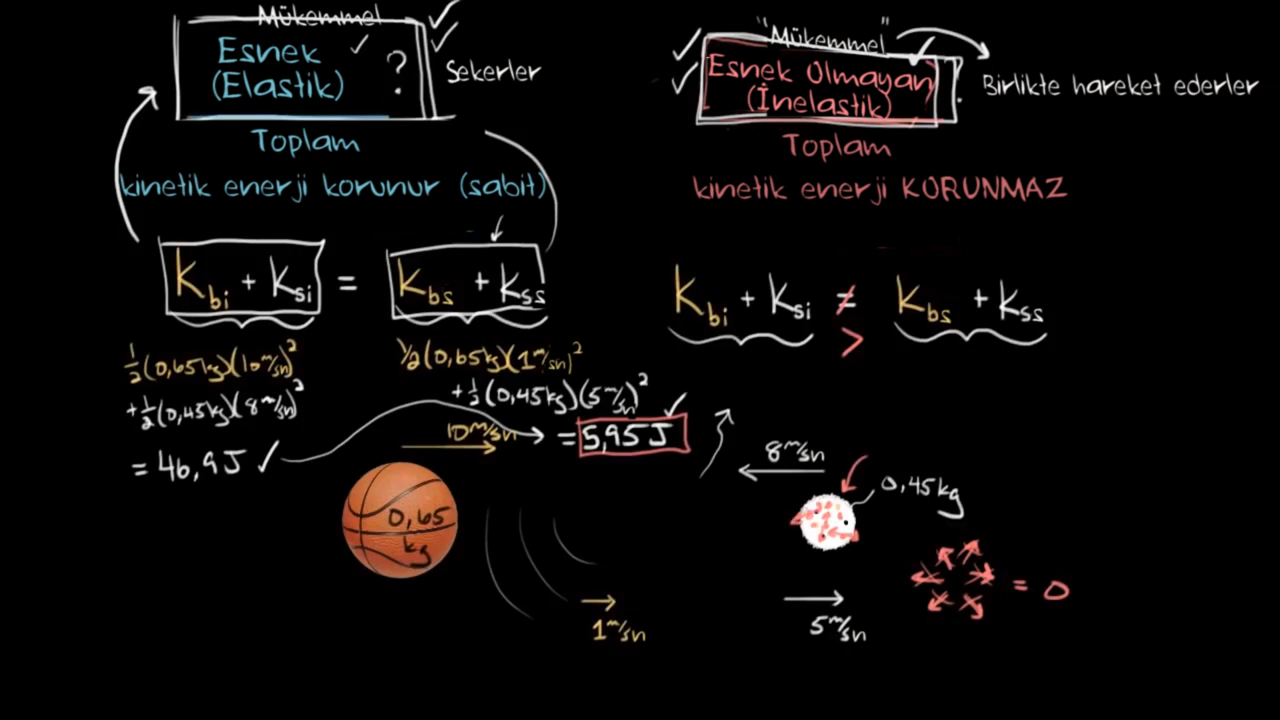 Mükemmel
Esnek
(Elastik)
?
Sekerler
Toplam
kinetik enerji korunur (sabit)
K_bi + K_si = K_bs + K_ss
½(0,65kg)(10m/sn)²
+½(0,45kg)(8m/sn)²
= 46,9J ✓
½(0,65kg)(1m/sn)²
+½(0,45kg)(5m/sn)²
= 5,95J
"Mükemmel"
Esnek Olmayan
(İnelastik)
Birlikte hareket ederler
Toplam
kinetik enerji KORUNMAZ
K_bi + K_si ≠ K_bs + K_ss
>
10m/sn
0,65
kg
8m/sn
0,45kg
1m/sn
5m/sn
= 0